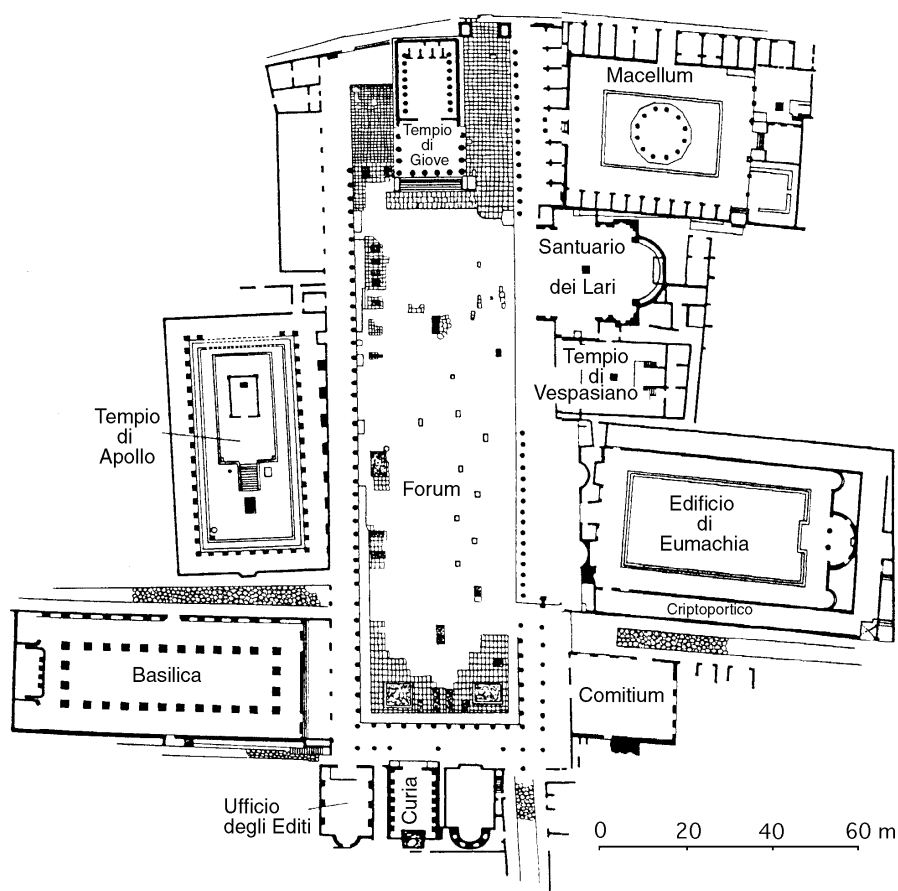 Macellum
Tempio
di
Giove
Santuario
dei Lari
Tempio
di
Vespasiano
Tempio
di
Apollo
Forum
Edificio
di
Eumachia
Criptoportico
Basilica
Comitium
Ufficio
degli Editi
Curia
0 20 40 60 m